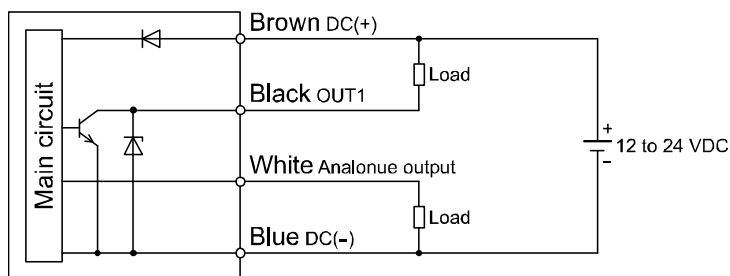 Brown DC(+)
Main circuit
Load
Black OUT1
+
12 to 24 VDC
−
White Analonue output
Load
Blue DC(−)